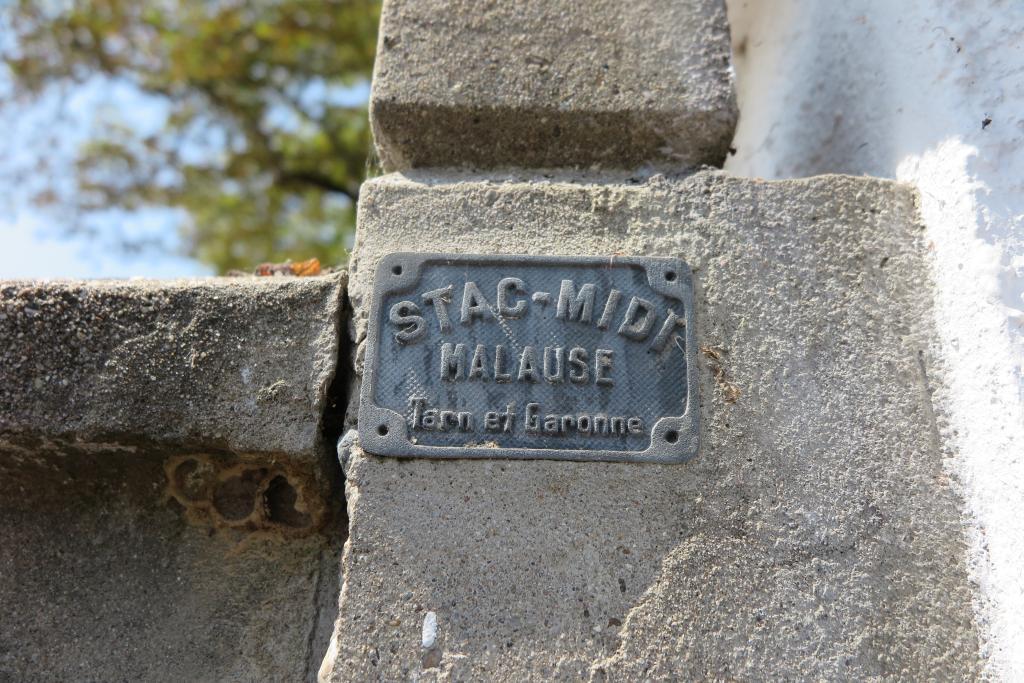 STAC-MIDI
MALAUSE
Tarn et Garonne